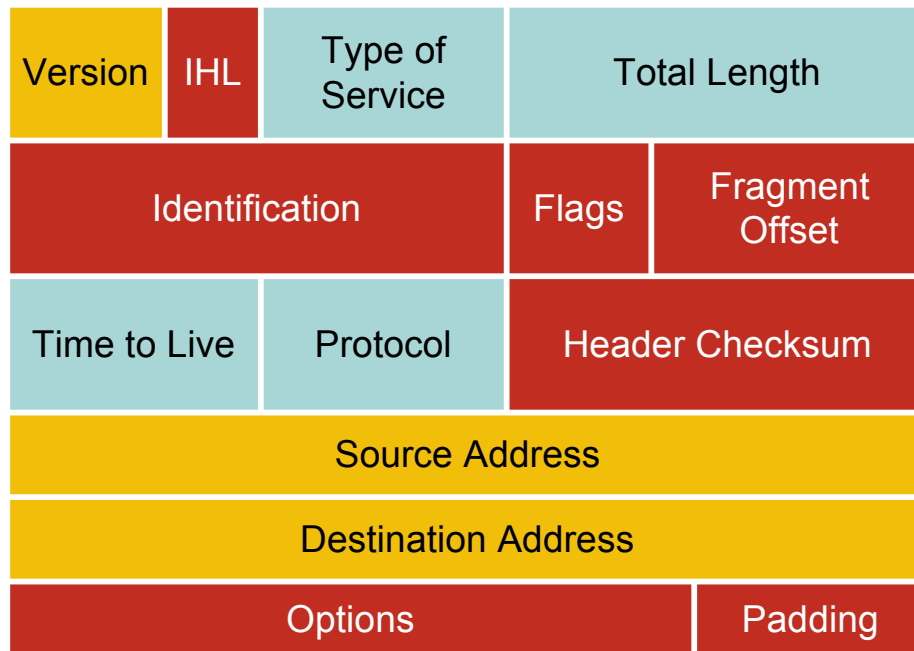 Version
IHL
Type of
Service
Total Length
Identification
Flags
Fragment
Offset
Time to Live
Protocol
Header Checksum
Source Address
Destination Address
Options
Padding